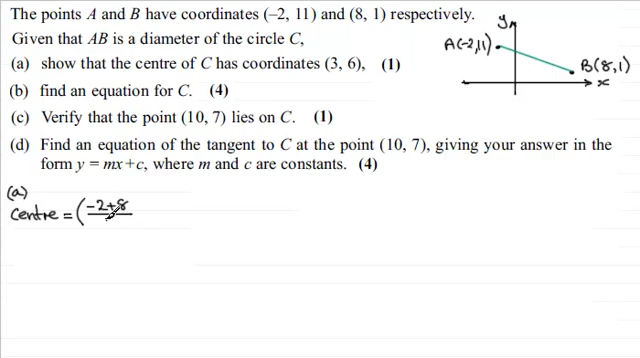 The points A and B have coordinates (–2, 11) and (8, 1) respectively.
Given that AB is a diameter of the circle C,
(a) show that the centre of C has coordinates (3, 6), (1)
(b) find an equation for C. (4)
(c) Verify that the point (10, 7) lies on C. (1)
(d) Find an equation of the tangent to C at the point (10, 7), giving your answer in the
form y = mx + c, where m and c are constants. (4)
y
A(-2,11)
B(8,1)
x
(a)
Centre = (-2+8